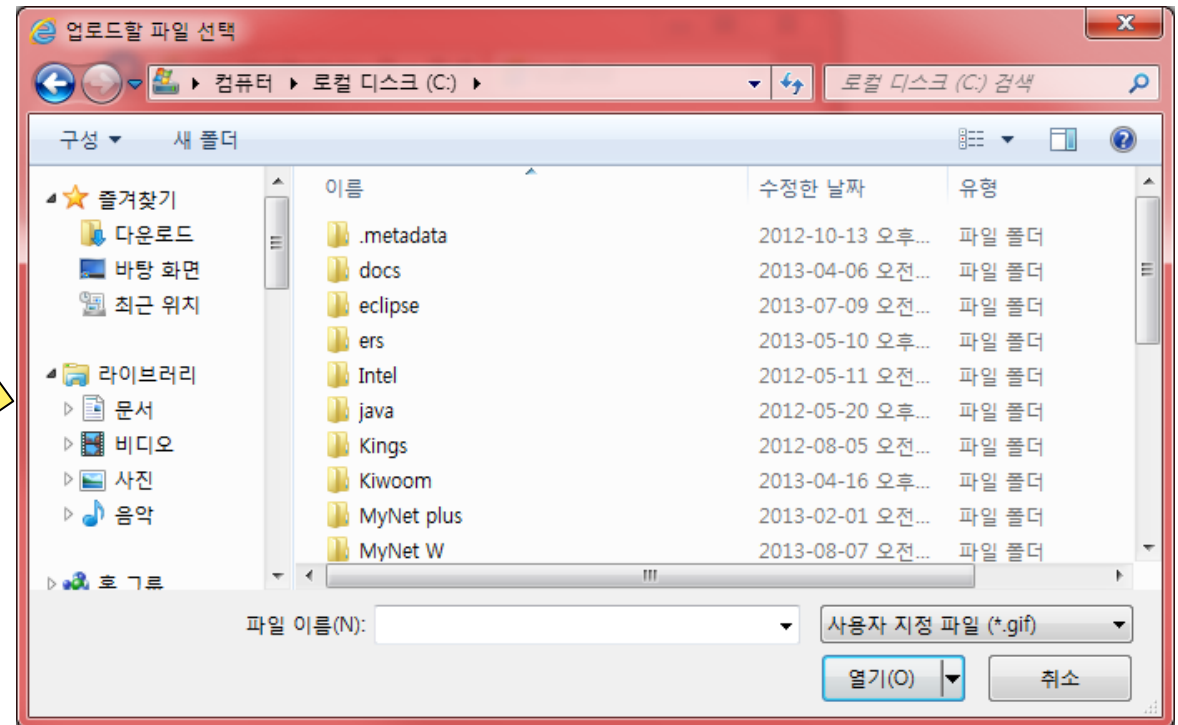 업로드할 파일 선택
컴퓨터 로컬 디스크 (C:)
로컬 디스크 (C:) 검색
구성 새 폴더
즐겨찾기
다운로드
바탕 화면
최근 위치
라이브러리
문서
비디오
사진
음악
홈 그룹
이름 수정한 날짜 유형
.metadata 2012-10-13 오후... 파일 폴더
docs 2013-04-06 오전... 파일 폴더
eclipse 2013-07-09 오전... 파일 폴더
ers 2013-05-10 오후... 파일 폴더
Intel 2012-05-11 오전... 파일 폴더
java 2012-05-20 오후... 파일 폴더
Kings 2012-08-05 오전... 파일 폴더
Kiwoom 2013-04-16 오후... 파일 폴더
MyNet plus 2013-02-01 오전... 파일 폴더
MyNet W 2013-08-07 오전... 파일 폴더
파일 이름(N): 사용자 지정 파일 (*.gif)
열기(O) 취소